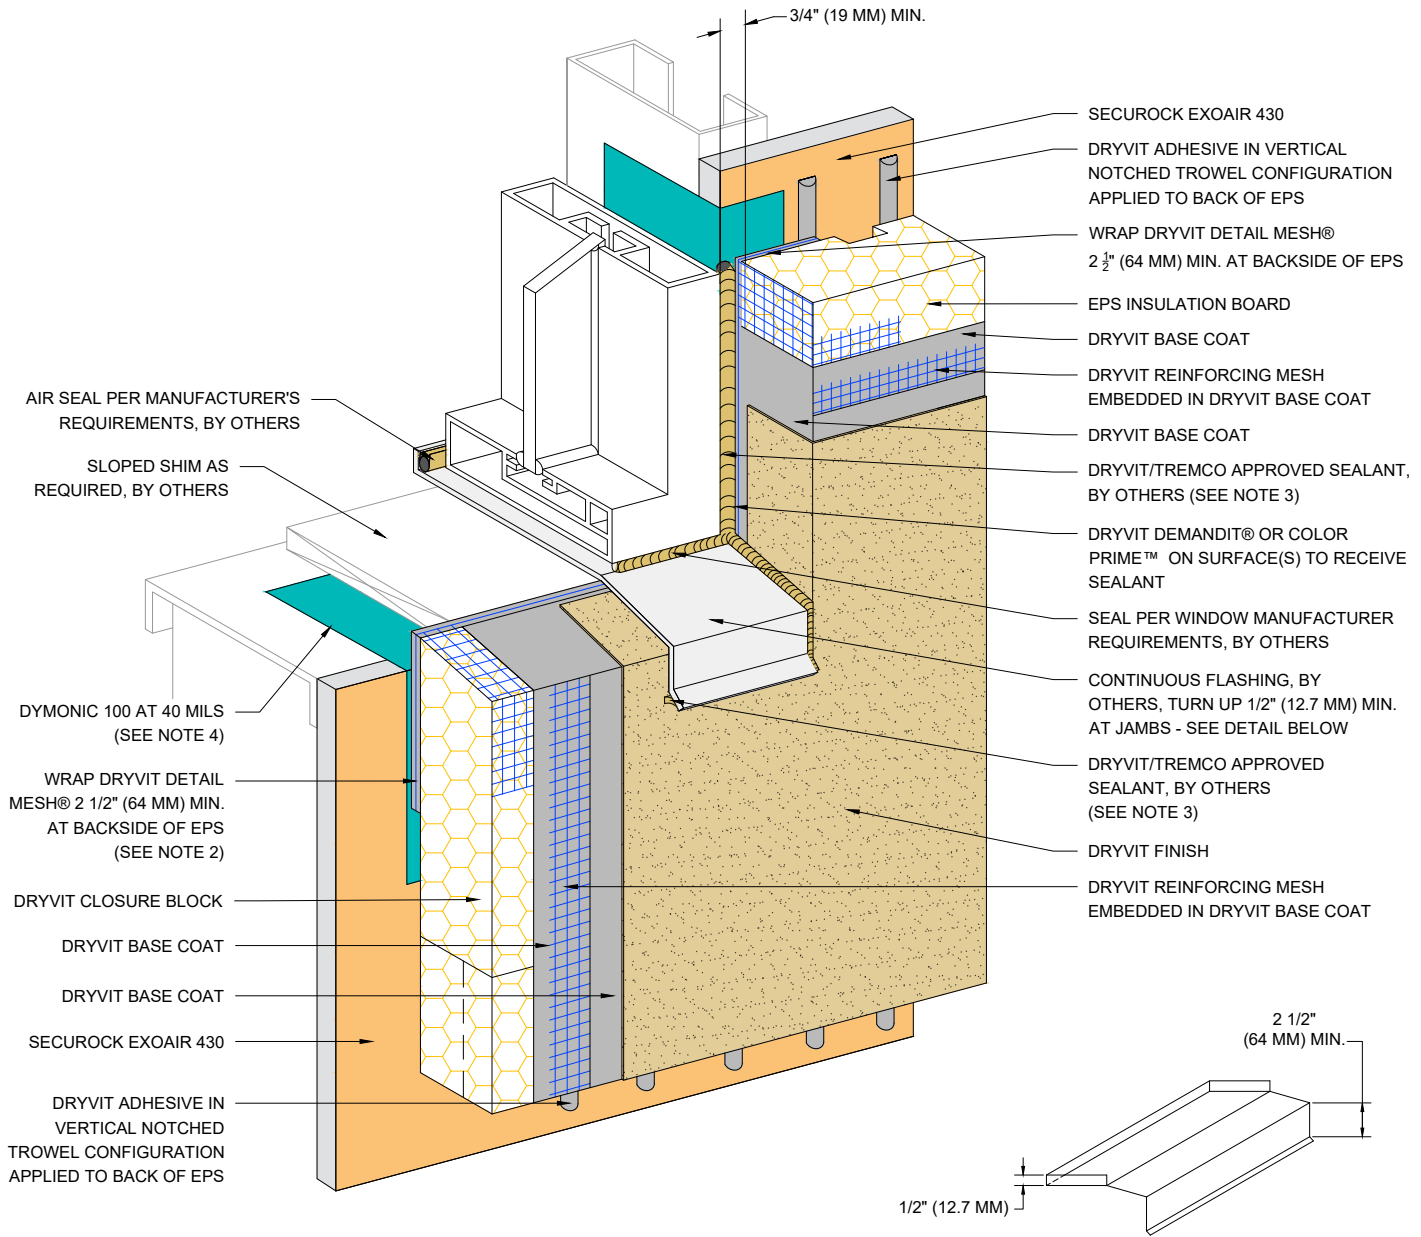 3/4" (19 MM) MIN.
SECUROCK EXOAIR 430
DRYVIT ADHESIVE IN VERTICAL
NOTCHED TROWEL CONFIGURATION
APPLIED TO BACK OF EPS
WRAP DRYVIT DETAIL MESH®
2 ½" (64 MM) MIN. AT BACKSIDE OF EPS
EPS INSULATION BOARD
DRYVIT BASE COAT
DRYVIT REINFORCING MESH
EMBEDDED IN DRYVIT BASE COAT
DRYVIT BASE COAT
DRYVIT/TREMCO APPROVED SEALANT,
BY OTHERS (SEE NOTE 3)
DRYVIT DEMANDIT® OR COLOR
PRIME™ ON SURFACE(S) TO RECEIVE
SEALANT
SEAL PER WINDOW MANUFACTURER
REQUIREMENTS, BY OTHERS
CONTINUOUS FLASHING, BY
OTHERS, TURN UP 1/2" (12.7 MM) MIN.
AT JAMBS - SEE DETAIL BELOW
DRYVIT/TREMCO APPROVED
SEALANT, BY OTHERS
(SEE NOTE 3)
DRYVIT FINISH
DRYVIT REINFORCING MESH
EMBEDDED IN DRYVIT BASE COAT
AIR SEAL PER MANUFACTURER'S
REQUIREMENTS, BY OTHERS
SLOPED SHIM AS
REQUIRED, BY OTHERS
DYMONIC 100 AT 40 MILS
(SEE NOTE 4)
WRAP DRYVIT DETAIL
MESH® 2 1/2" (64 MM) MIN.
AT BACKSIDE OF EPS
(SEE NOTE 2)
DRYVIT CLOSURE BLOCK
DRYVIT BASE COAT
DRYVIT BASE COAT
SECUROCK EXOAIR 430
DRYVIT ADHESIVE IN
VERTICAL NOTCHED
TROWEL CONFIGURATION
APPLIED TO BACK OF EPS
2 1/2"
(64 MM) MIN.
1/2" (12.7 MM)